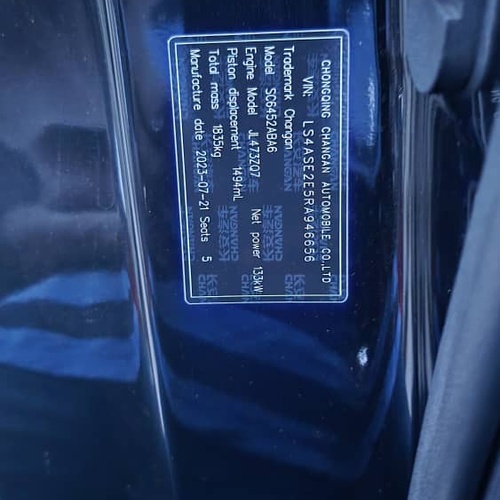 CHONGQING CHANGAN AUTOMOBILE CO.,LTD
VIN: LS4ASE2E5RA946656
Trademark Changan
Model SC6452ABA6
Engine Model JL473ZQ7 Net power 133kW
Piston displacement 1494mL
Total mass 1835kg
Manufacture date 2023-07-21 Seats 5